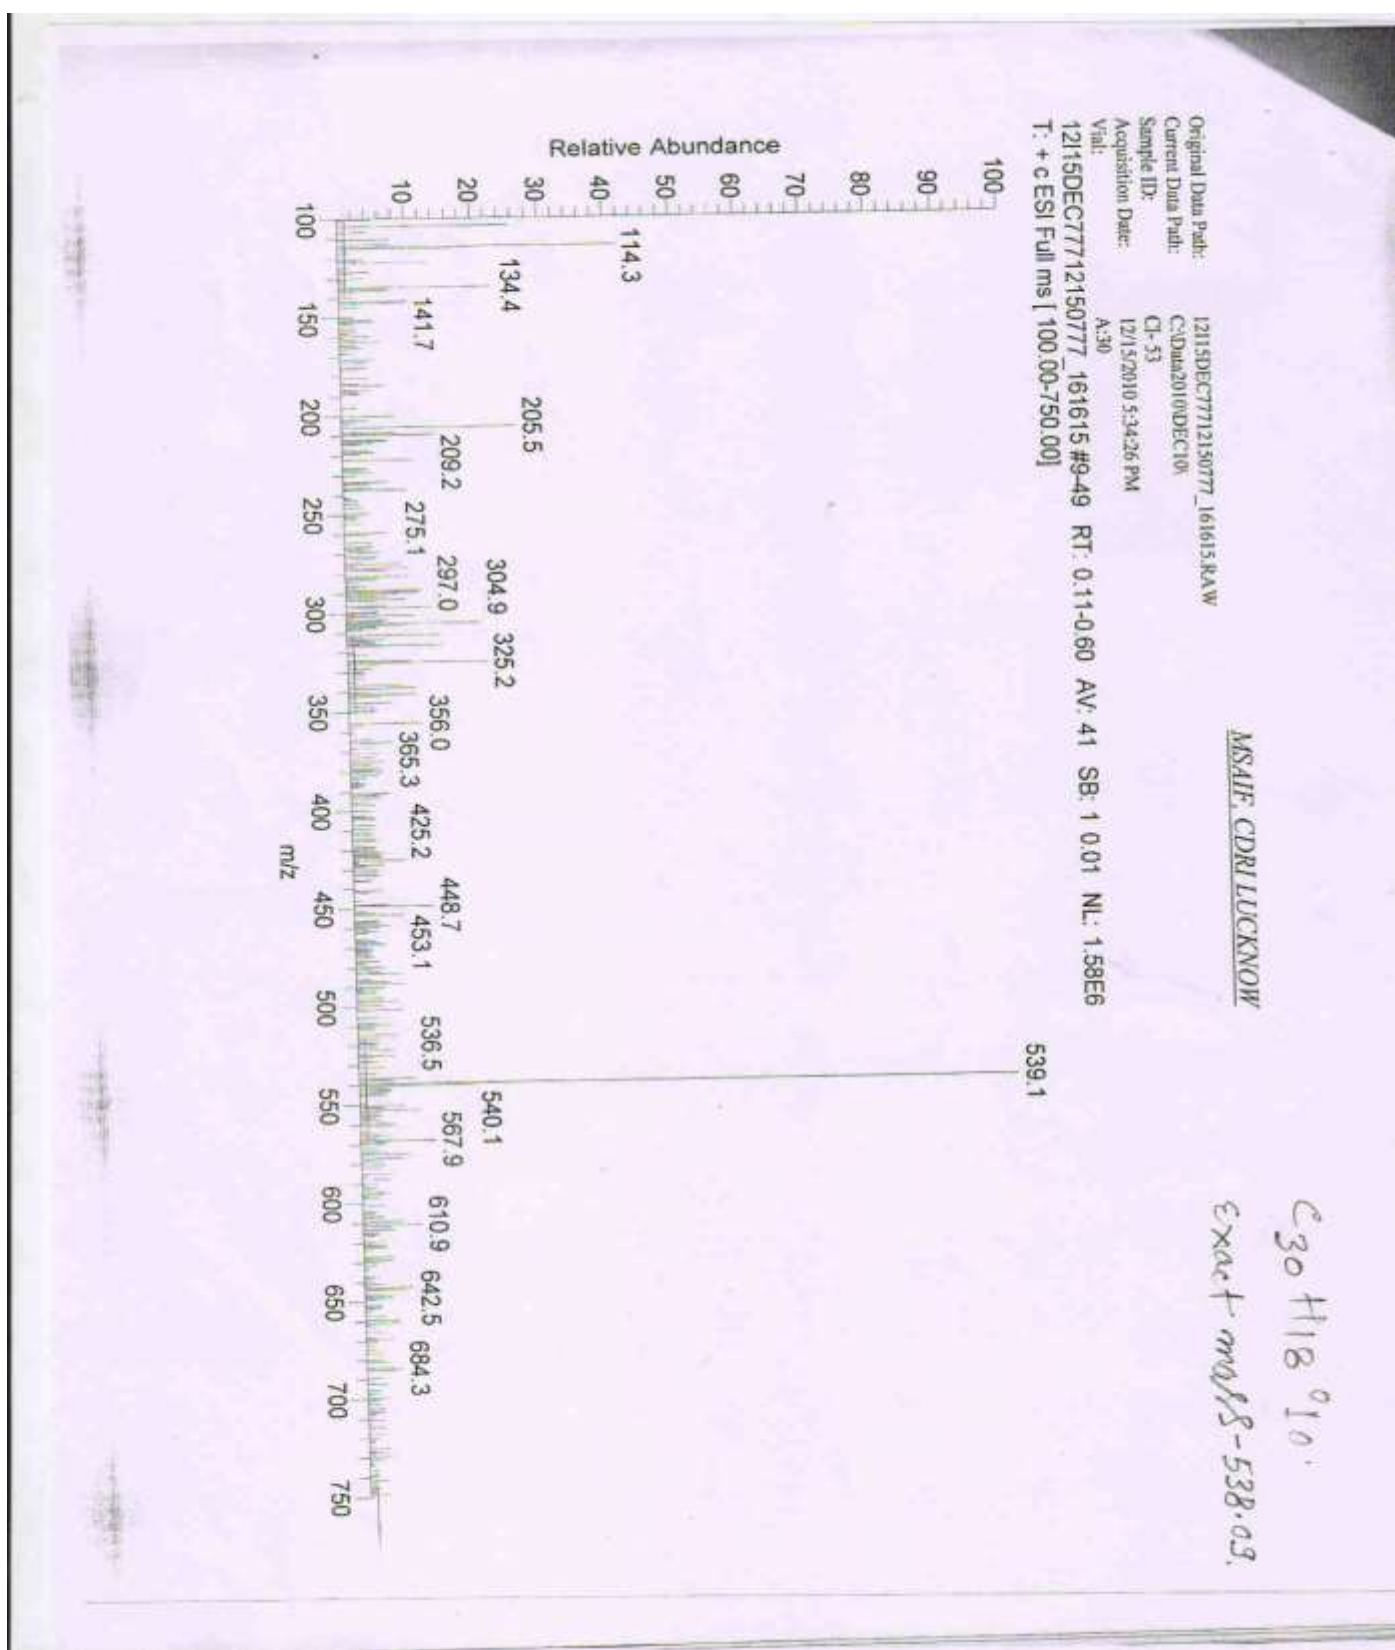 MSAIF, CDRI LUCKNOW
C30H18O10
Exact mass-538.09.
Original Data Path: 12115DEC77712150777_161615.RAW
Current Data Path: C:\Data2010\DEC10\
Sample ID: CI- 53
Acquisition Date: 12/15/2010 5:34:26 PM
Vial: A:30
12I15DEC77712150777_161615 #9-49 RT: 0.11-0.60 AV: 41 SB: 1 0.01 NL: 1.58E6
T: + c ESI Full ms [ 100.00-750.00]
Relative Abundance
100
90
80
70
60
50
40
30
20
10
539.1
114.3
134.4
141.7
205.5
209.2
275.1
297.0
304.9
325.2
356.0
365.3
425.2
448.7
453.1
536.5
540.1
567.9
610.9
642.5
684.3
100 150 200 250 300 350 400 450 500 550 600 650 700 750
m/z